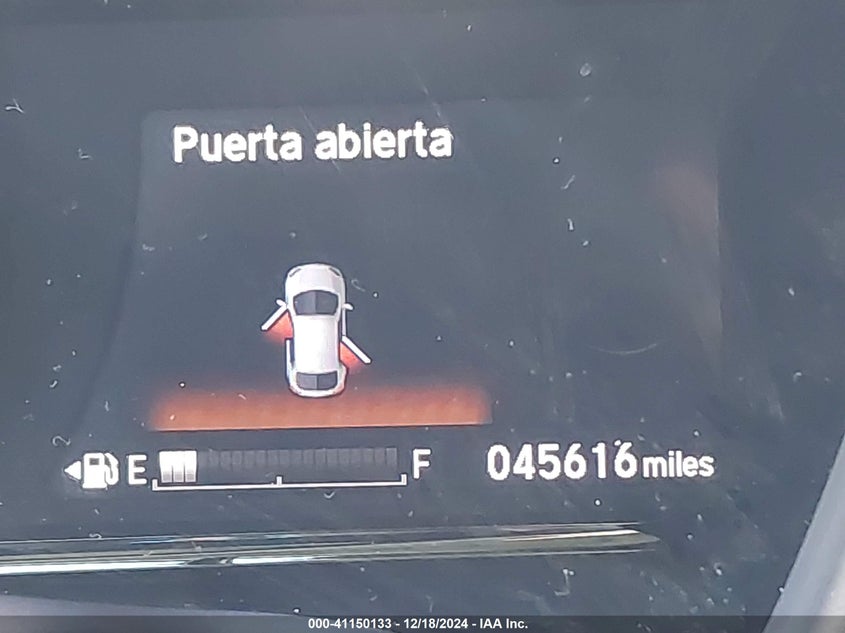 Puerta abierta
E F 045616 miles
000-41150133 - 12/18/2024 - IAA Inc.